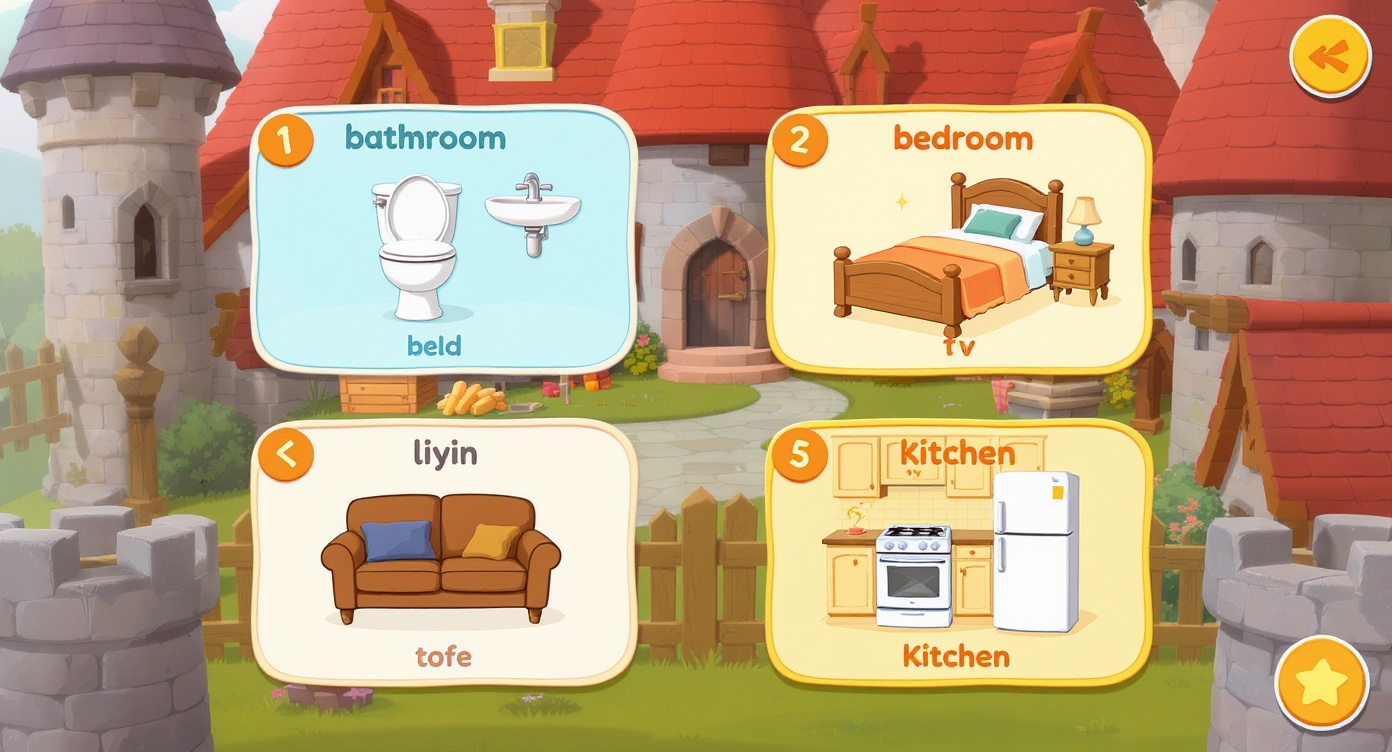 1 bathroom
beld
2 bedroom
tv
< liyin
tofe
5 Kitchen
Kitchen